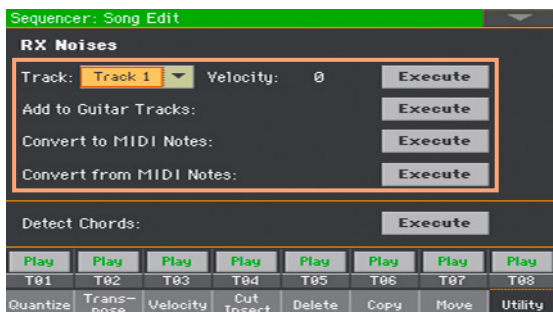 Sequencer: Song Edit
RX Noises
Track: Track 1 Velocity: 0 Execute
Add to Guitar Tracks: Execute
Convert to MIDI Notes: Execute
Convert from MIDI Notes: Execute
Detect Chords: Execute
Play Play Play Play Play Play Play Play
T01 T02 T03 T04 T05 T06 T07 T08
Quantize Trans-pose Velocity Cut Insect Delete Copy Move Utility